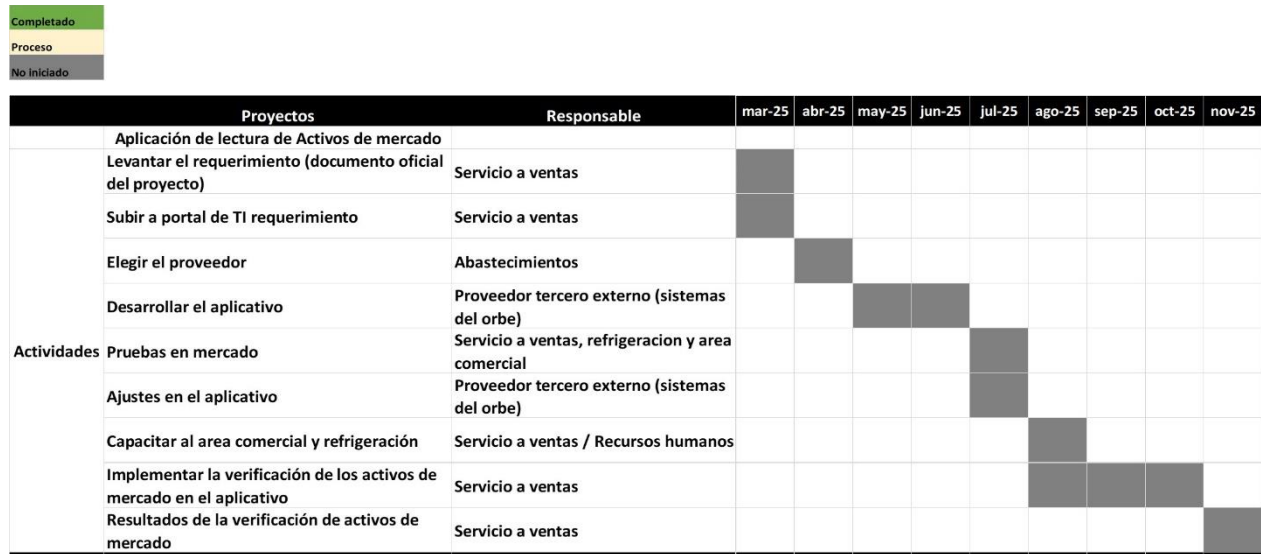 Completado
Proceso
No iniciado
Proyectos Responsable mar-25 abr-25 may-25 jun-25 jul-25 ago-25 sep-25 oct-25 nov-25
Aplicación de lectura de Activos de mercado
Actividades
Levantar el requerimiento (documento oficial
del proyecto)
Servicio a ventas
Subir a portal de TI requerimiento
Servicio a ventas
Elegir el proveedor
Abastecimientos
Desarrollar el aplicativo
Proveedor tercero externo (sistemas
del orbe)
Pruebas en mercado
Servicio a ventas, refrigeracion y area
comercial
Ajustes en el aplicativo
Proveedor tercero externo (sistemas
del orbe)
Capacitar al area comercial y refrigeración
Servicio a ventas / Recursos humanos
Implementar la verificación de los activos de
mercado en el aplicativo
Servicio a ventas
Resultados de la verificación de activos de
mercado
Servicio a ventas